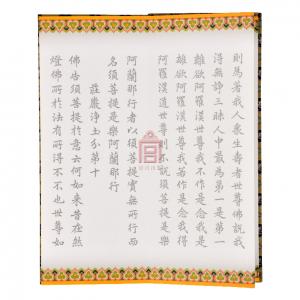 則為著我人眾生壽者世尊佛說我
得無諍三昧人中最為第一是第一
離欲阿羅漢世尊我不作是念我是
離欲阿羅漢世尊我若作是念我得
阿羅漢道世尊則不說須菩提是樂
阿蘭那行者以須菩提實無所行而
名須菩提是樂阿蘭那行
莊嚴淨土分第十
佛告須菩提於意云何如來昔在然
燈佛所於法有所得不不也世尊如